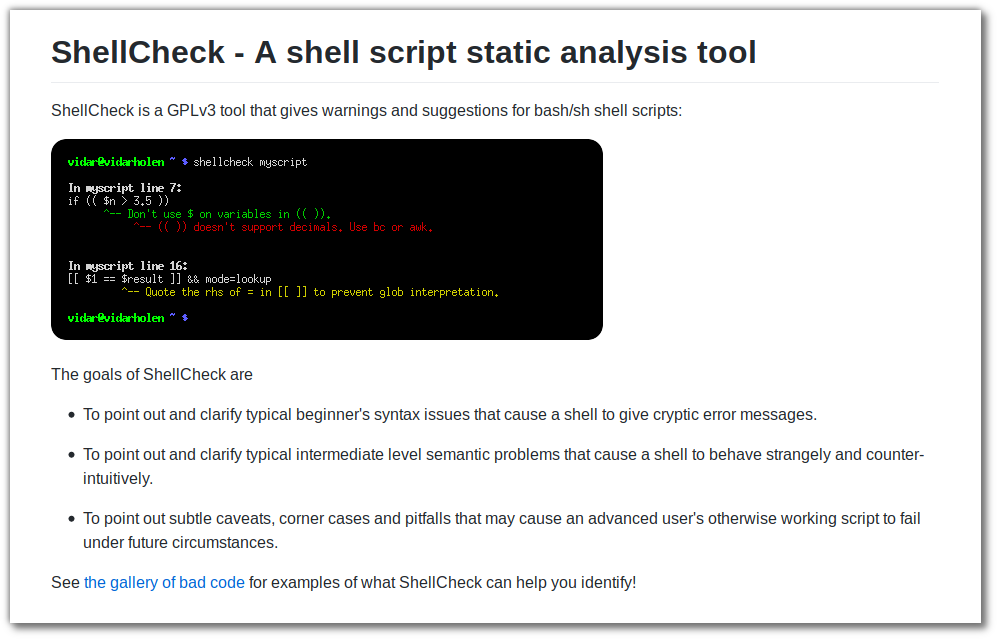 ShellCheck - A shell script static analysis tool
ShellCheck is a GPLv3 tool that gives warnings and suggestions for bash/sh shell scripts:
vidar@vidarholen ~ $ shellcheck myscript
In myscript line 7:
if (( $n > 3.5 ))
^-- Don't use $ on variables in (( )).
^-- (( )) doesn't support decimals. Use bc or awk.
In myscript line 16:
[[ $1 == $result ]] && mode=lookup
^-- Quote the rhs of = in [[ ]] to prevent glob interpretation.
vidar@vidarholen ~ $
The goals of ShellCheck are
• To point out and clarify typical beginner's syntax issues that cause a shell to give cryptic error messages.
• To point out and clarify typical intermediate level semantic problems that cause a shell to behave strangely and counter-
intuitively.
• To point out subtle caveats, corner cases and pitfalls that may cause an advanced user's otherwise working script to fail
under future circumstances.
See the gallery of bad code for examples of what ShellCheck can help you identify!